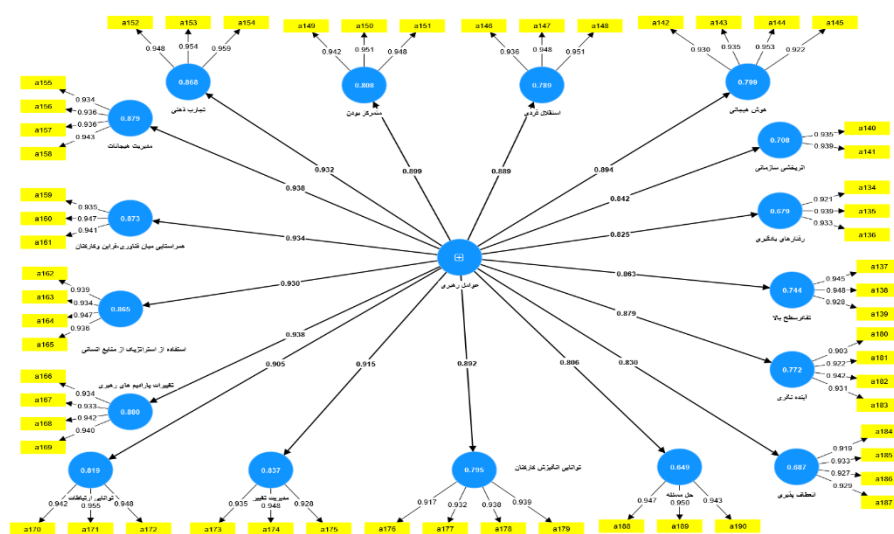 a152 a153 a154
0.948 0.954 0.959
0.868
تجارب ذهنی
a149 a150 a151
0.942 0.951 0.948
0.808
متمرکز بودن
a146 a147 a148
0.936 0.948 0.951
0.789
استقلال فردی
a142 a143 a144 a145
0.930 0.935 0.953 0.922
0.799
هوش هیجانی
a155 a156 a157 a158
0.934 0.936 0.936 0.943
0.879
مدیریت هیجانات
a140 a141
0.935 0.939
0.708
اثربخشی سازمانی
a134 a135 a136
0.921 0.939 0.933
0.679
رفتارهای یادگیری
a159 a160 a161
0.935 0.947 0.941
0.873
همراستایی میان فناوری،قراین وکارکنان
عوامل رهبری
0.932 0.899 0.889 0.894
0.938 0.842
0.934 0.825
0.930 0.863
0.938 0.879
0.905 0.915 0.892 0.806 0.830
a137 a138 a139
0.945 0.948 0.928
0.744
تفکرسطح بالا
a162 a163 a164 a165
0.939 0.934 0.947 0.936
0.865
استفاده از استراتژیک از منابع انسانی
a180 a181 a182 a183
0.903 0.922 0.942 0.931
0.772
آینده نگری
a166 a167 a168 a169
0.934 0.933 0.942 0.940
0.880
تغییرات پارادیم های رهبری
a184 a185 a186 a187
0.919 0.933 0.927 0.929
0.687
انعطاف پذیری
0.819
توانایی ارتباطات
0.942 0.955 0.948
a170 a171 a172
0.837
مدیریت تغییر
0.935 0.948 0.928
a173 a174 a175
0.795
توانایی انگیزش کارکنان
0.917 0.932 0.938 0.939
a176 a177 a178 a179
0.649
حل مسئله
0.947 0.950 0.943
a188 a189 a190